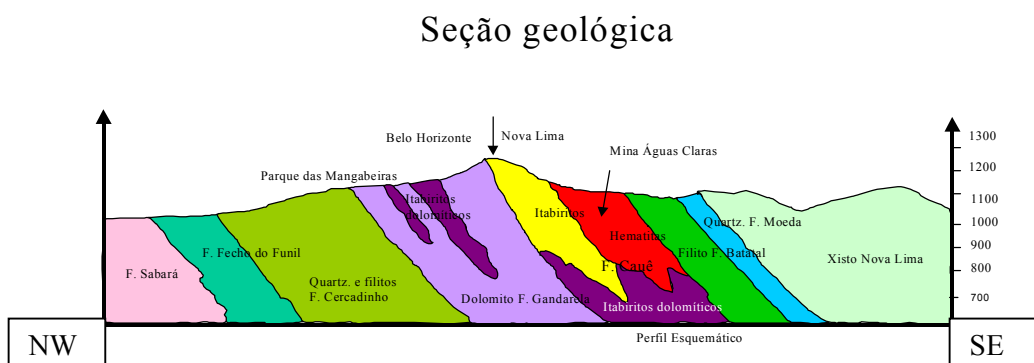 Seção geológica
Belo Horizonte
Nova Lima
1300
Mina Águas Claras
1200
Parque das Mangabeiras
1100
Itabiritos
dolomíticos
Itabiritos
Quartz. F. Moeda
1000
Hematitas
F. Fecho do Funil
Filito F. Batatal
900
Xisto Nova Lima
F. Sabará
F. Cauê
800
Quartz. e filitos
F. Cercadinho
Dolomito F. Gandarela
Itabiritos dolomíticos
700
Perfil Esquemático
NW
SE